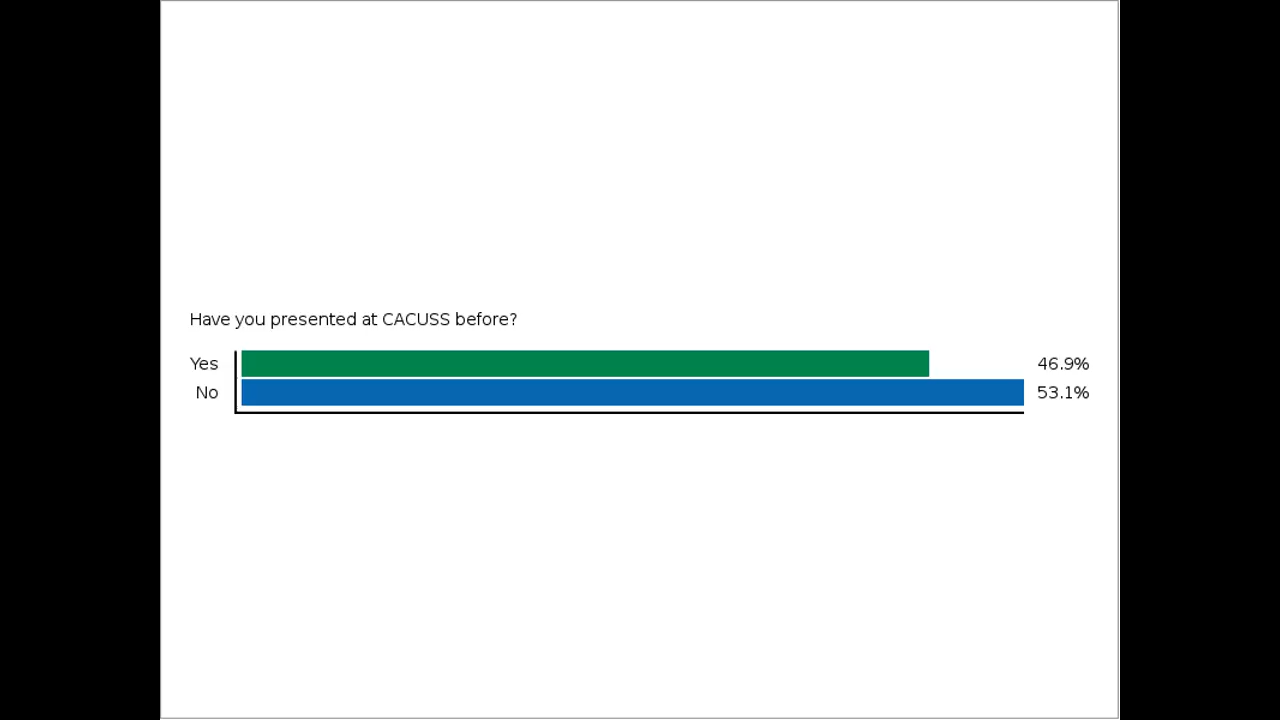 Have you presented at CACUSS before?
Yes 46.9%
No 53.1%